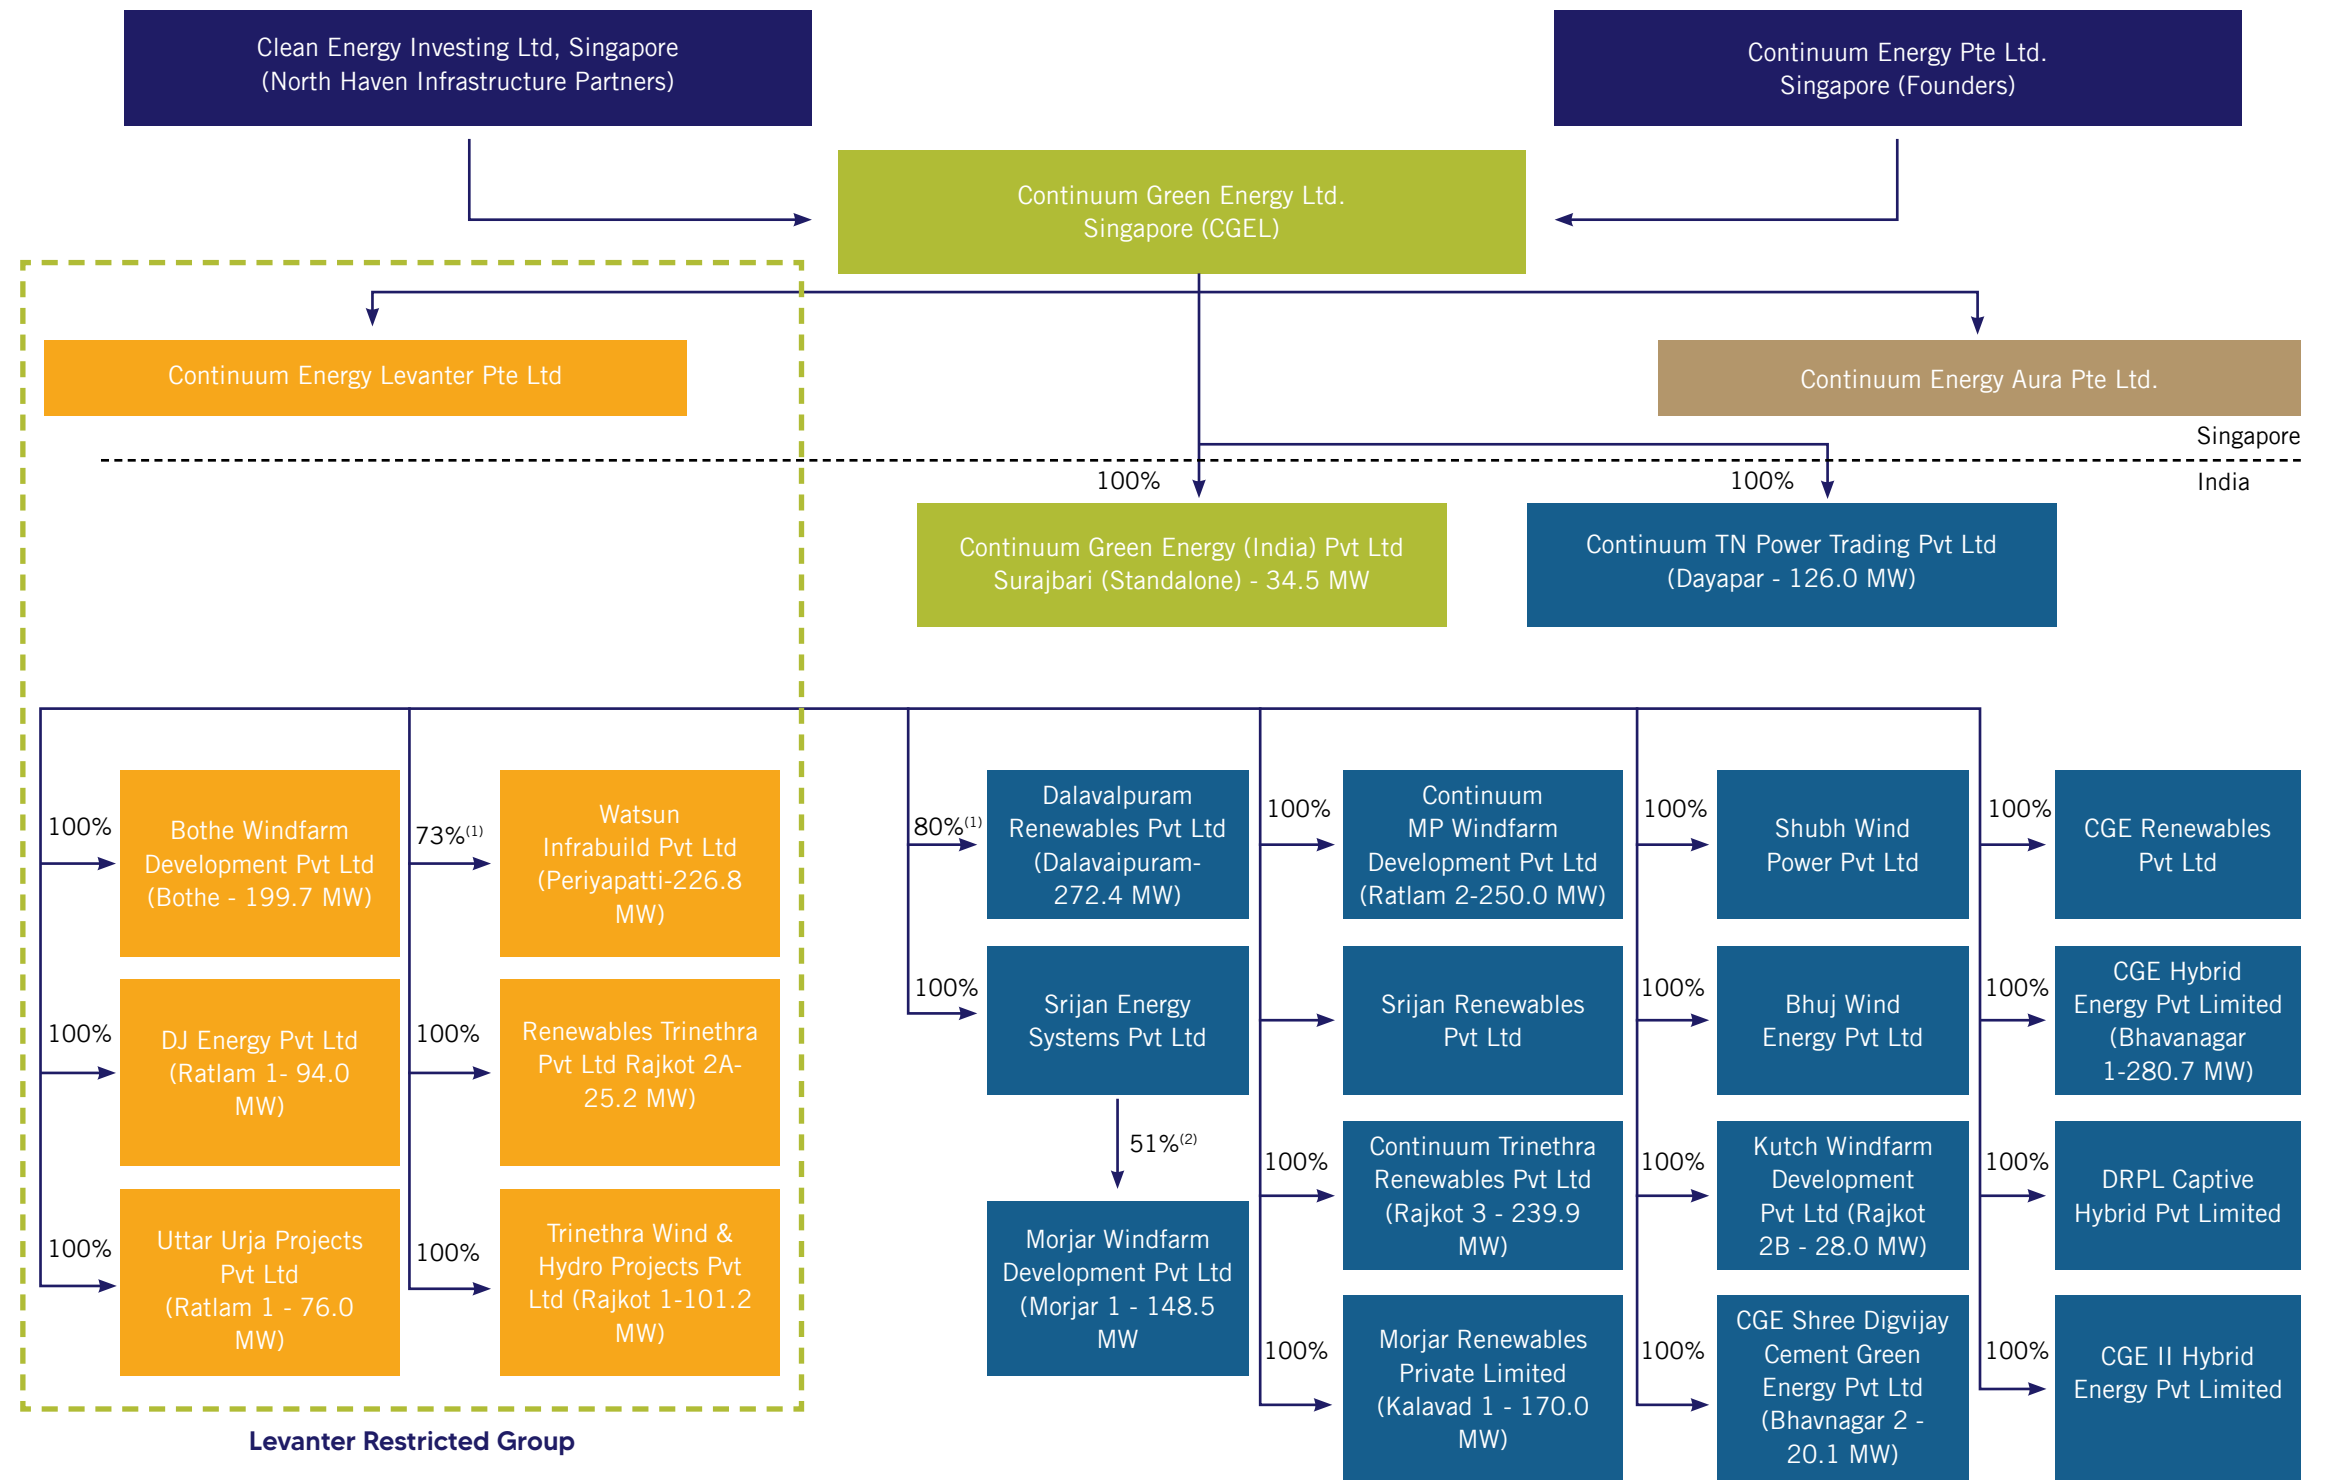 Clean Energy Investing Ltd, Singapore
(North Haven Infrastructure Partners)
Continuum Energy Pte Ltd.
Singapore (Founders)
Continuum Green Energy Ltd.
Singapore (CGEL)
Continuum Energy Levanter Pte Ltd
Continuum Energy Aura Pte Ltd.
Singapore
India
100%
100%
Continuum Green Energy (India) Pvt Ltd
Surajbari (Standalone) - 34.5 MW
Continuum TN Power Trading Pvt Ltd
(Dayapar - 126.0 MW)
100%
Bothe Windfarm
Development Pvt Ltd
(Bothe - 199.7 MW)
73%(1)
Watsun
Infrabuild Pvt Ltd
(Periyapatti-226.8
MW)
80%(1)
Dalavalpuram
Renewables Pvt Ltd
(Dalavaipuram-
272.4 MW)
100%
Continuum
MP Windfarm
Development Pvt Ltd
(Ratlam 2-250.0 MW)
100%
Shubh Wind
Power Pvt Ltd
100%
CGE Renewables
Pvt Ltd
100%
DJ Energy Pvt Ltd
(Ratlam 1- 94.0
MW)
100%
Renewables Trinethra
Pvt Ltd Rajkot 2A-
25.2 MW)
100%
Srijan Energy
Systems Pvt Ltd
Srijan Renewables
Pvt Ltd
100%
Bhuj Wind
Energy Pvt Ltd
100%
CGE Hybrid
Energy Pvt Limited
(Bhavanagar
1-280.7 MW)
100%
Uttar Urja Projects
Pvt Ltd
(Ratlam 1 - 76.0
MW)
100%
Trinethra Wind &
Hydro Projects Pvt
Ltd (Rajkot 1-101.2
MW)
51%(2)
Morjar Windfarm
Development Pvt Ltd
(Morjar 1 - 148.5
MW
100%
Continuum Trinethra
Renewables Pvt Ltd
(Rajkot 3 - 239.9
MW)
100%
Kutch Windfarm
Development
Pvt Ltd (Rajkot
2B - 28.0 MW)
100%
DRPL Captive
Hybrid Pvt Limited
100%
Morjar Renewables
Private Limited
(Kalavad 1 - 170.0
MW)
100%
CGE Shree Digvijay
Cement Green
Energy Pvt Ltd
(Bhavnagar 2 -
20.1 MW)
100%
CGE II Hybrid
Energy Pvt Limited
Levanter Restricted Group